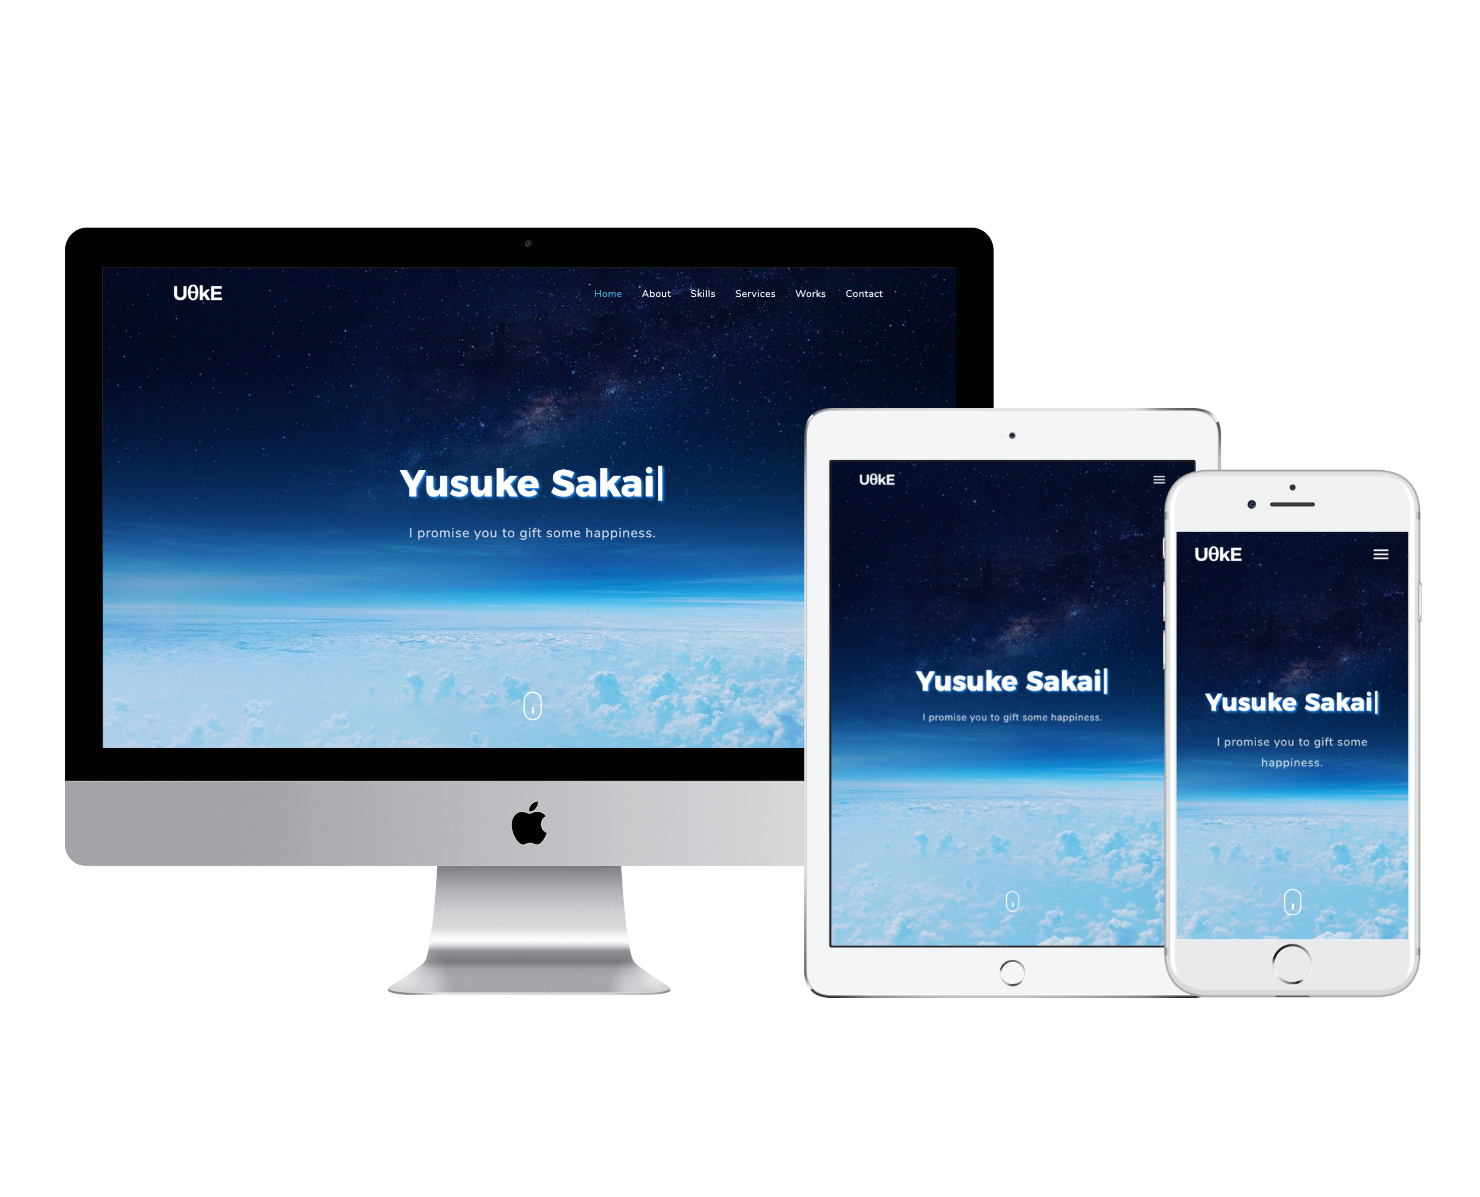 UθkE
Home About Skills Services Works Contact
Yusuke Sakai|
I promise you to gift some happiness.
UθkE
Yusuke Sakai|
I promise you to gift some happiness.
UθkE
Yusuke Sakai|
I promise you to gift some
happiness.